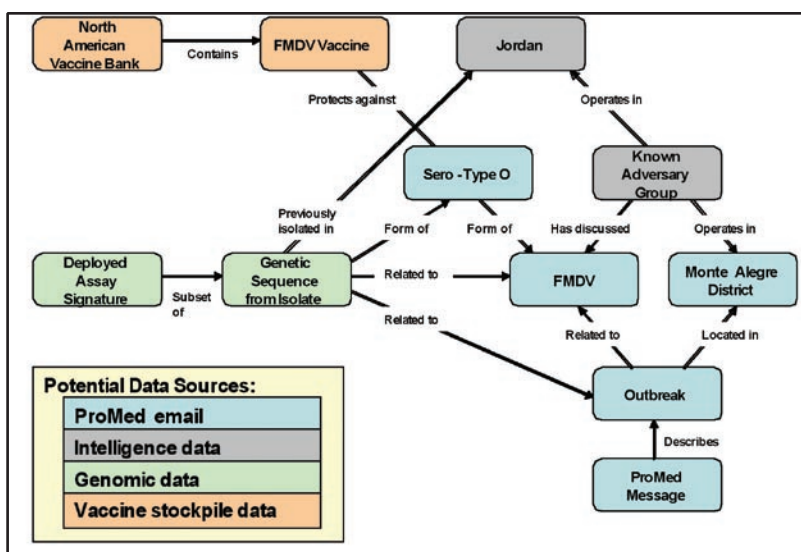 North
American
Vaccine Bank
Contains
FMDV Vaccine
Jordan
Protects against
Operates in
Sero -Type O
Known
Adversary
Group
Previously
isolated in
Form of
Form of
Has discussed
Operates in
Deployed
Assay
Signature
Subset
of
Genetic
Sequence
from Isolate
Related to
FMDV
Monte Alegre
District
Related to
Related to
Located in
Outbreak
Describes
ProMed
Message
Potential Data Sources:
ProMed email
Intelligence data
Genomic data
Vaccine stockpile data